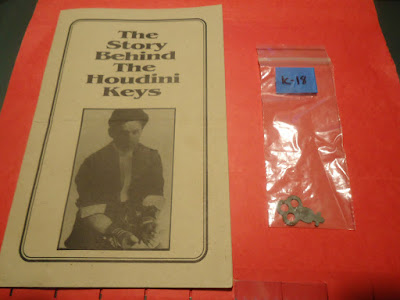 The
Story
Behind
The
Houdini
Keys
K-18